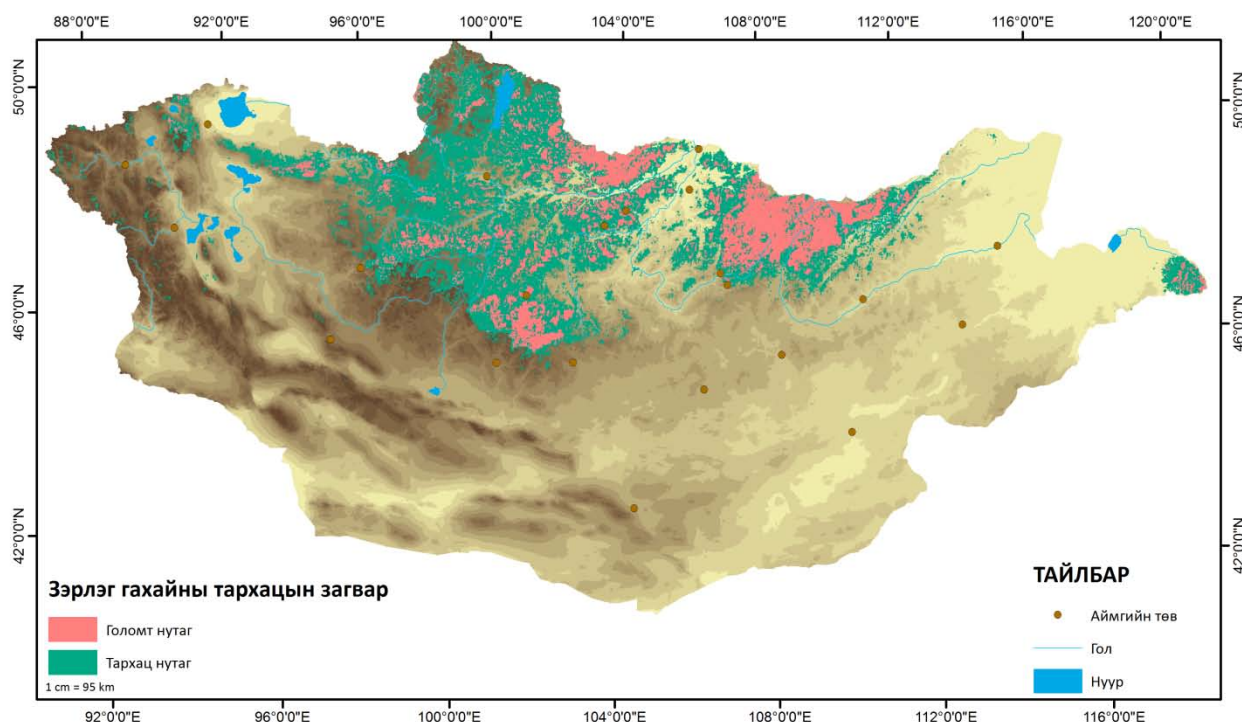 88°0'0"E 92°0'0"E 96°0'0"E 100°0'0"E 104°0'0"E 108°0'0"E 112°0'0"E 116°0'0"E 120°0'0"E
50°0'0"N
50°0'0"N
46°0'0"N
46°0'0"N
42°0'0"N
42°0'0"N
Зэрлэг гахайны тархацын загвар
Голомт нутаг
Тархац нутаг
1 cm = 95 km
ТАЙЛБАР
Аймгийн төв
Гол
Нуур
92°0'0"E 96°0'0"E 100°0'0"E 104°0'0"E 108°0'0"E 112°0'0"E 116°0'0"E